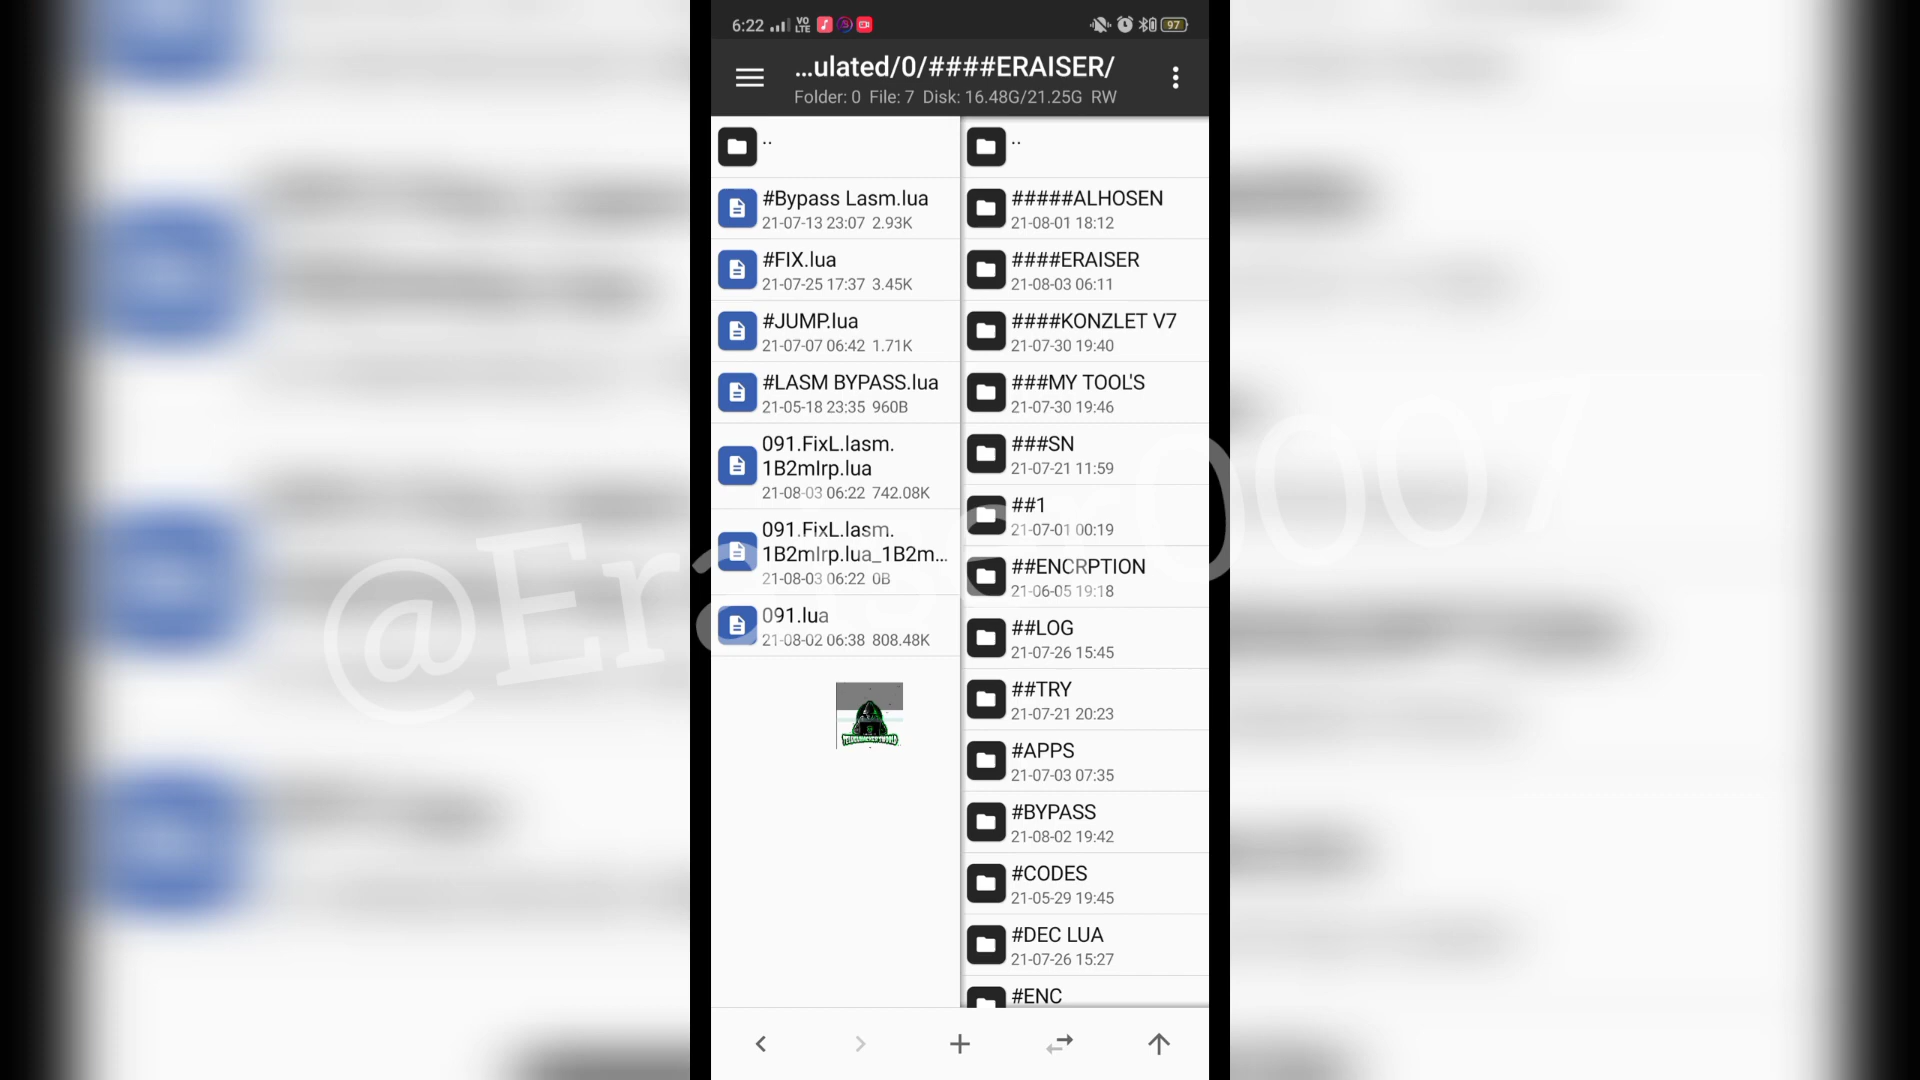 6:22 VO LTE 97
...ulated/0/####ERAISER/
Folder: 0 File: 7 Disk: 16.48G/21.25G RW
..
#Bypass Lasm.lua
21-07-13 23:07 2.93K
#FIX.lua
21-07-25 17:37 3.45K
#JUMP.lua
21-07-07 06:42 1.71K
#LASM BYPASS.lua
21-05-18 23:35 960B
091.FixL.lasm.
1B2mIrp.lua
21-08-03 06:22 742.08K
091.FixL.lasm.
1B2mIrp.lua_1B2m...
21-08-03 06:22 0B
091.lua
21-08-02 06:38 808.48K
..
#####ALHOSEN
21-08-01 18:12
####ERAISER
21-08-03 06:11
####KONZLET V7
21-07-30 19:40
###MY TOOL'S
21-07-30 19:46
###SN
21-07-21 11:59
##1
21-07-01 00:19
##ENCRPTION
21-06-05 19:18
##LOG
21-07-26 15:45
##TRY
21-07-21 20:23
#APPS
21-07-03 07:35
#BYPASS
21-08-02 19:42
#CODES
21-05-29 19:45
#DEC LUA
21-07-26 15:27
#ENC
@Eraiser0007